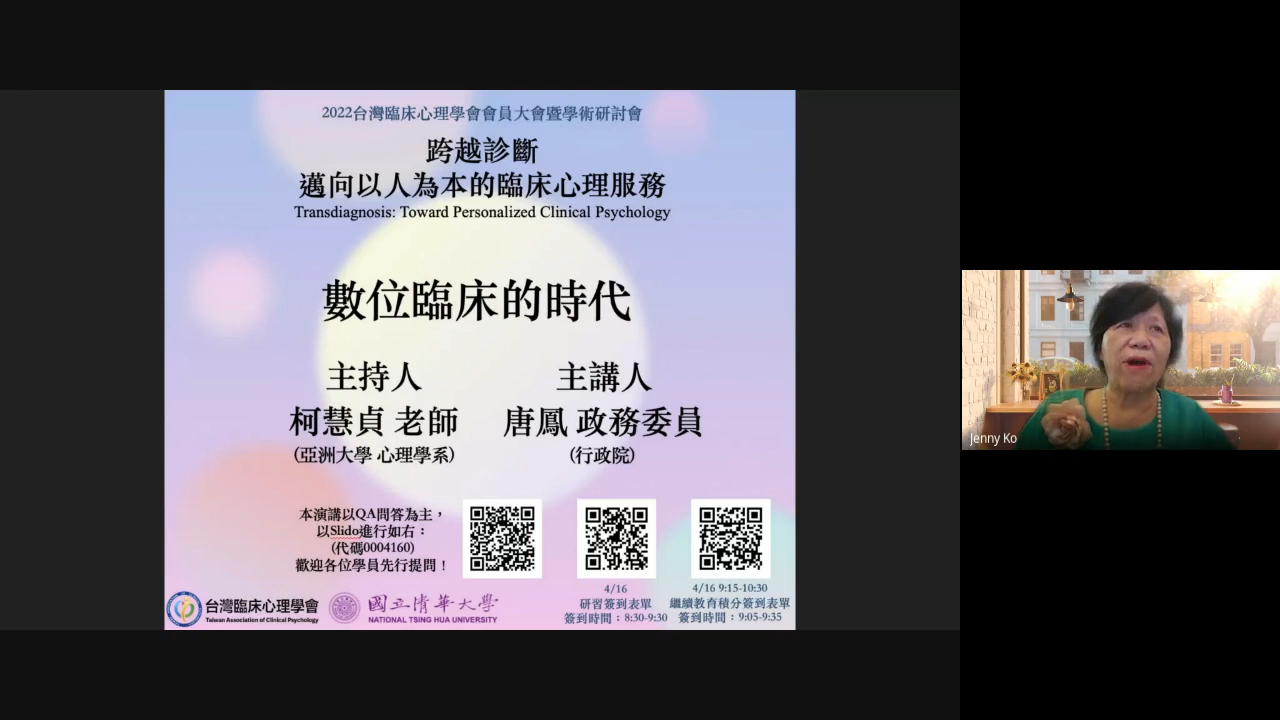 2022台灣臨床心理學會會員大會暨學術研討會
跨越診斷
邁向以人為本的臨床心理服務
Transdiagnosis: Toward Personalized Clinical Psychology
數位臨床的時代
主持人
柯慧貞 老師
(亞洲大學 心理學系)
主講人
唐鳳 政務委員
(行政院)
本演講以QA問答為主，
以Slido進行如右：
(代碼0004160)
歡迎各位學員先行提問！
4/16
研習簽到表單
簽到時間：8:30-9:30
4/16 9:15-10:30
繼續教育積分簽到表單
簽到時間：9:05-9:35
台灣臨床心理學會
Taiwan Association of Clinical Psychology
國立清華大學
NATIONAL TSING HUA UNIVERSITY
Jenny Ko